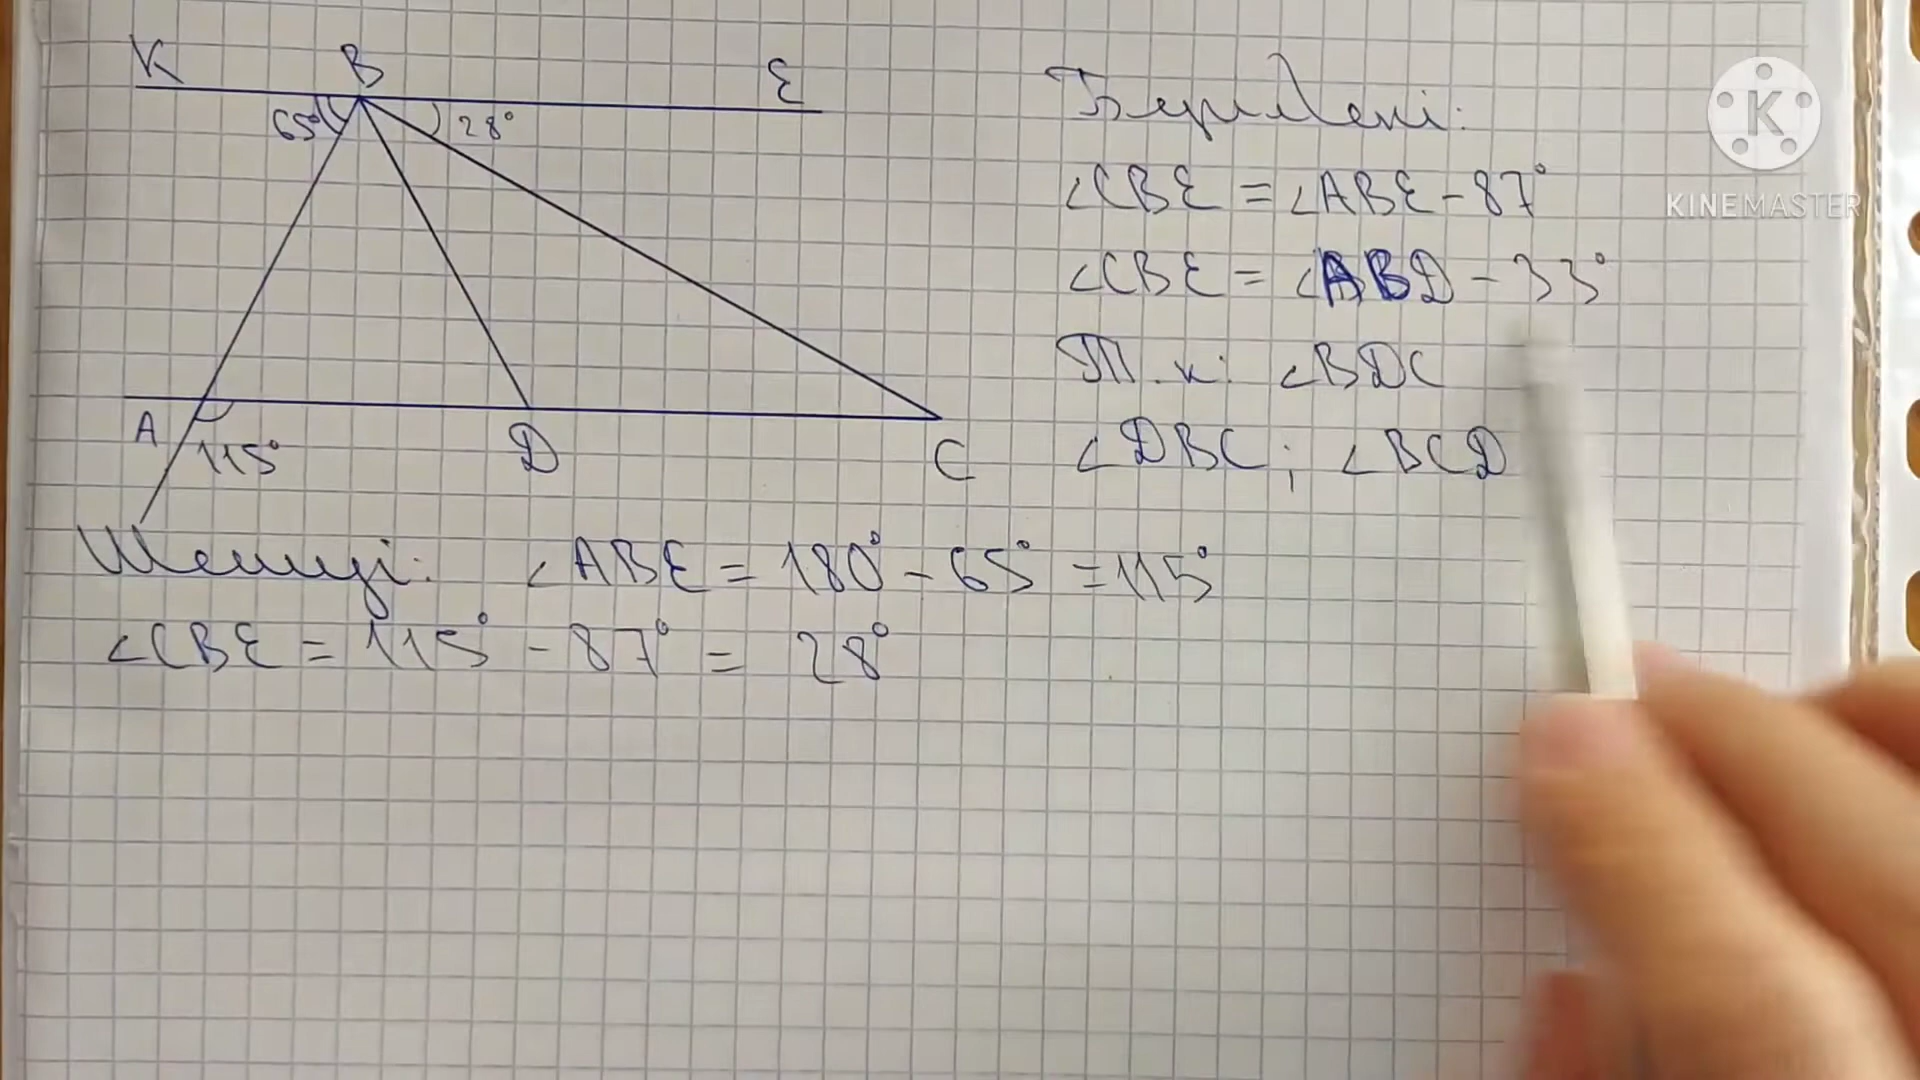 K B E
65° 28°
A 115° D C
Берілгені:
∠CBE = ∠ABE - 87°
∠CBE = ∠ABD - 33°
Т.к: ∠BDC
∠DBC; ∠BCD
Шешуі: ∠ABE = 180° - 65° = 115°
∠CBE = 115° - 87° = 28°
K
KINEMASTER